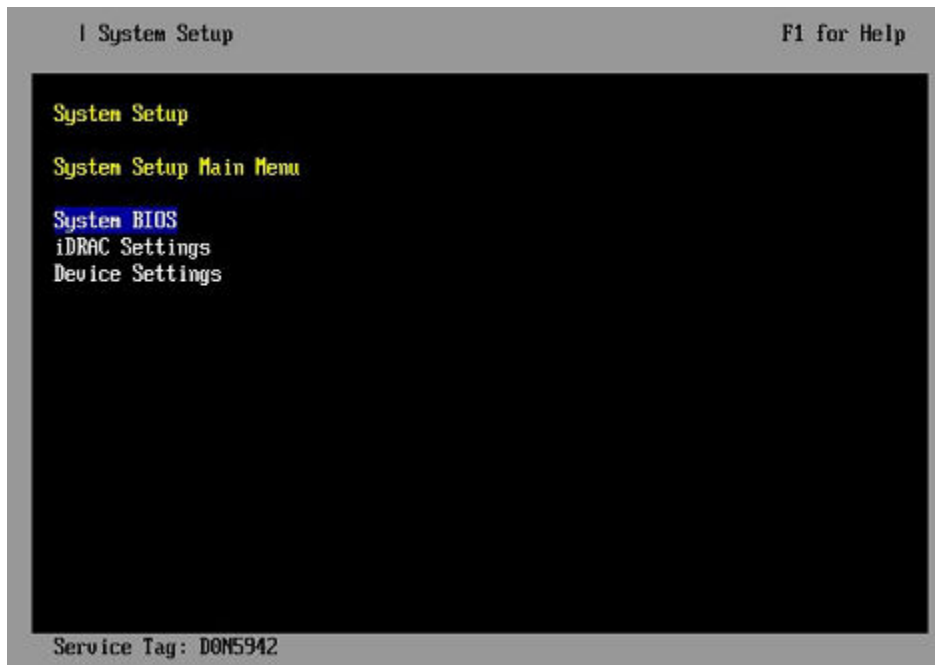 | System Setup F1 for Help
System Setup
System Setup Main Menu
System BIOS
iDRAC Settings
Device Settings
Service Tag: D0N5942